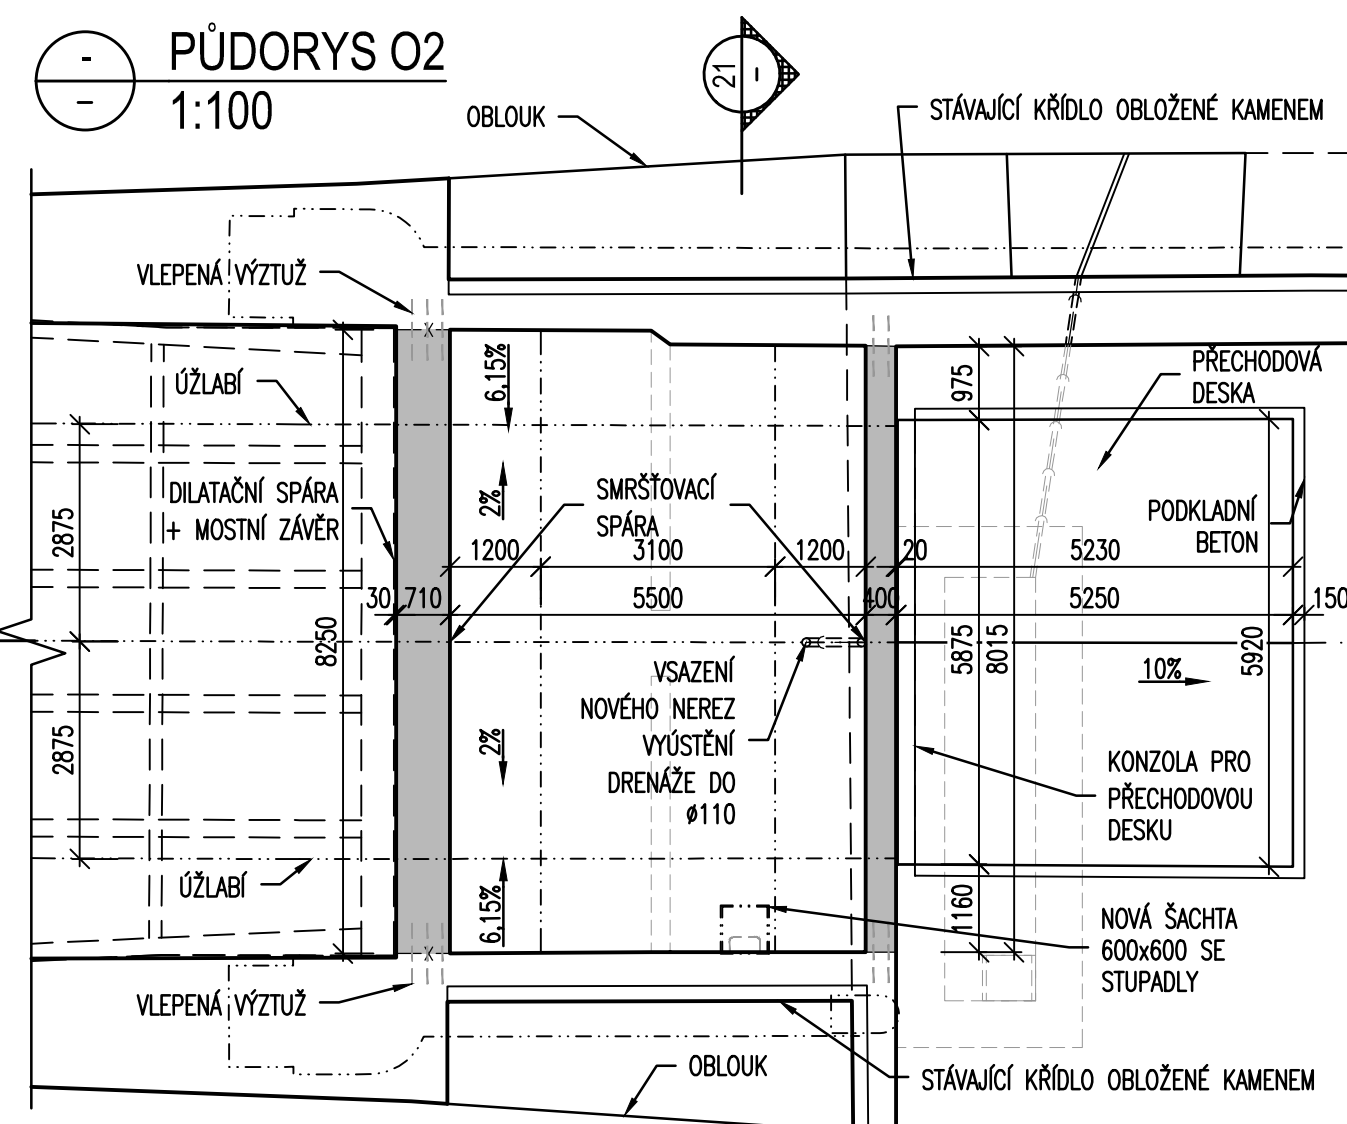 -
-
PŮDORYS O2
1:100
21
-
OBLOUK
STÁVAJÍCÍ KŘÍDLO OBLOŽENÉ KAMENEM
VLEPENÁ VÝZTUŽ
6,15%
975
PŘECHODOVÁ
DESKA
ÚŽLABÍ
DILATAČNÍ SPÁRA
+ MOSTNÍ ZÁVĚR
2%
SMRŠŤOVACÍ
SPÁRA
PODKLADNÍ
BETON
2875
1200
3100
1200
20
5230
30
710
5500
400
5250
150
8250
5875
8015
5920
10%
VSAZENÍ
NOVÉHO NEREZ
VYÚSTĚNÍ
DRENÁŽE DO
ø110
2875
2%
KONZOLA PRO
PŘECHODOVOU
DESKU
ÚŽLABÍ
6,15%
1160
NOVÁ ŠACHTA
600x600 SE
STUPADLY
VLEPENÁ VÝZTUŽ
OBLOUK
STÁVAJÍCÍ KŘÍDLO OBLOŽENÉ KAMENEM